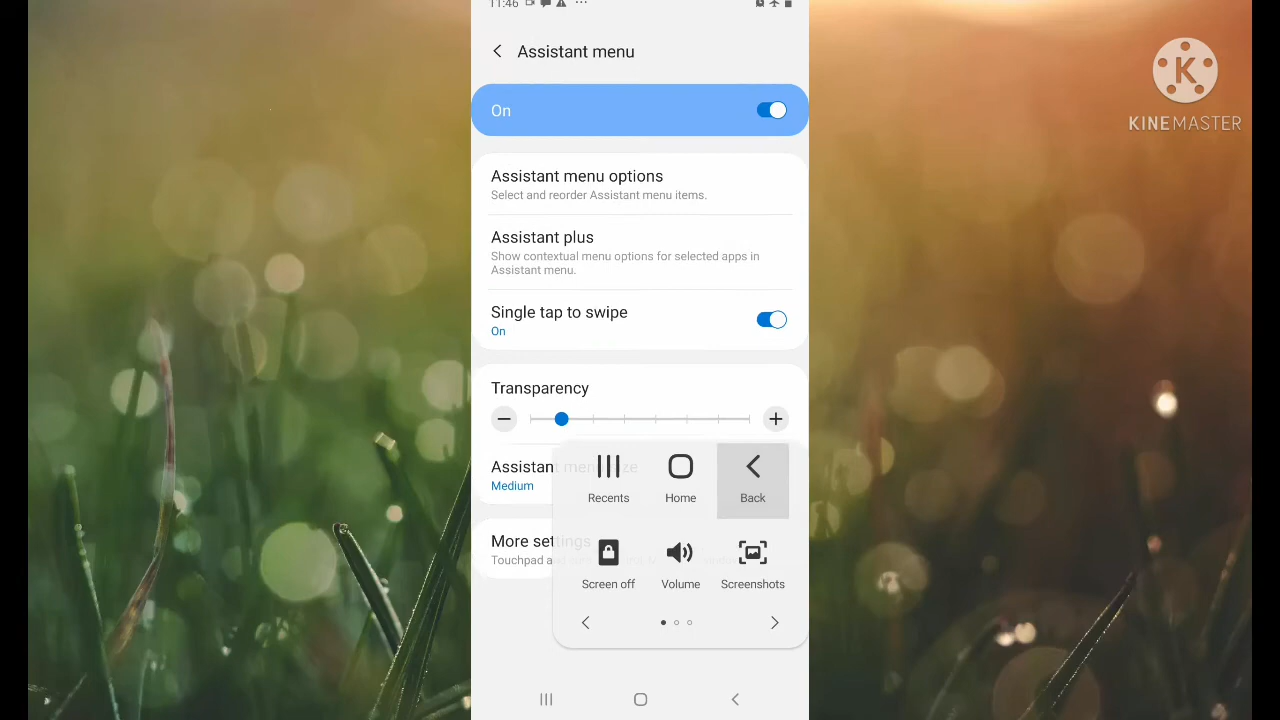 11:46
Assistant menu
On
Assistant menu options
Select and reorder Assistant menu items.
Assistant plus
Show contextual menu options for selected apps in
Assistant menu.
Single tap to swipe
On
Transparency
Assistant menu size
Medium
More settings
Touchpad
Recents
Home
Back
Screen off
Volume
Screenshots
K
KINEMASTER